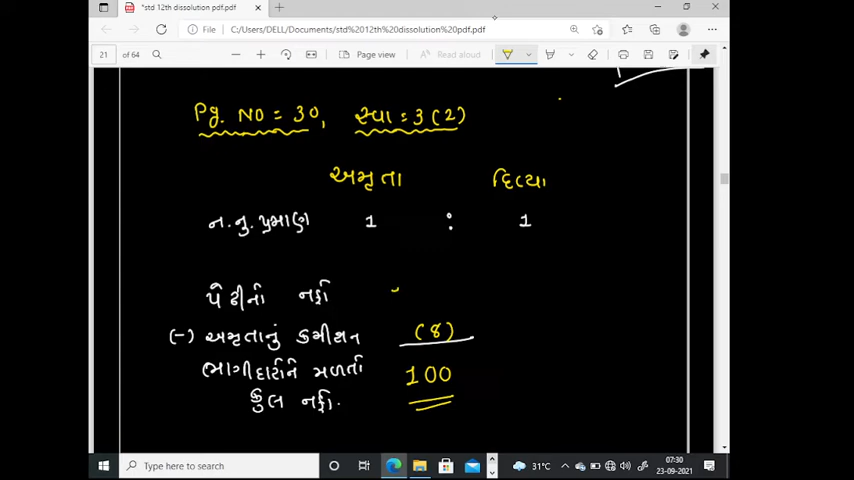 *std 12th dissolution pdf.pdf
File C:/Users/DELL/Documents/std%2012th%20dissolution%20pdf.pdf
21 of 64 Page view Read aloud
Pg. NO = 30, સ્વા = 3 (2)
અમૃતા દિવ્યા
ન.નુ.પ્રમાણ 1 : 1
પેઢીનો નફો
(-) અમૃતાનું કમીશન (8)
ભાગીદારોને મળતો 100
કુલ નફો.
Type here to search 31°C 07:30
23-09-2021